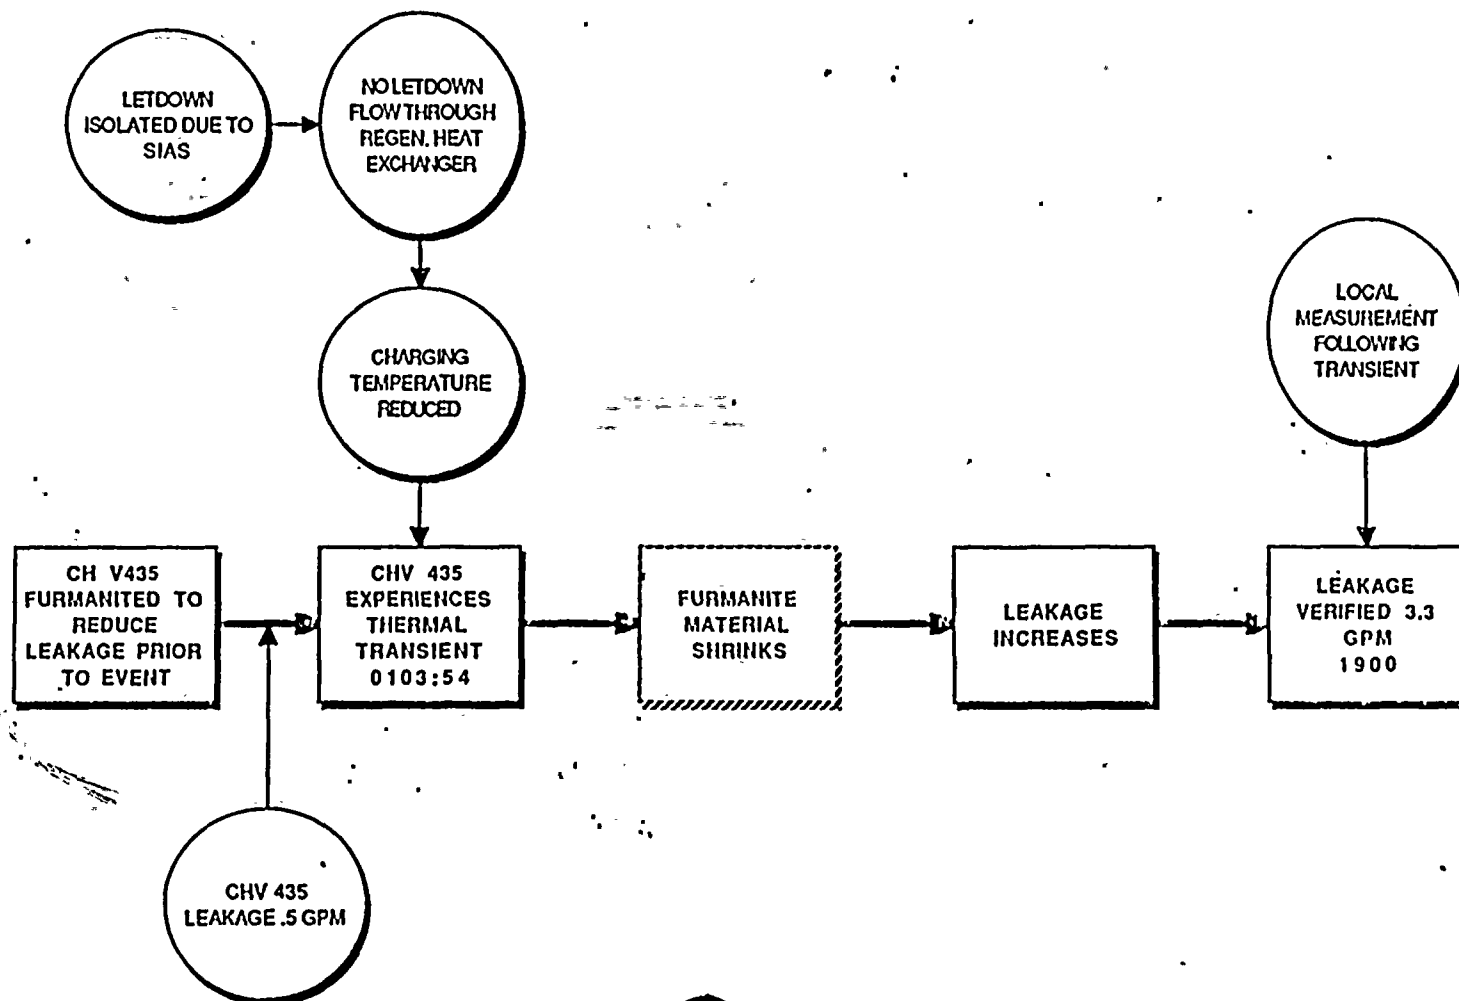 LETDOWN
ISOLATED DUE TO
SIAS
NO LETDOWN
FLOW THROUGH
REGEN. HEAT
EXCHANGER
CHARGING
TEMPERATURE
REDUCED
LOCAL
MEASUREMENT
FOLLOWING
TRANSIENT
CH V435
FURMANITED TO
REDUCE
LEAKAGE PRIOR
TO EVENT
CHV 435
EXPERIENCES
THERMAL
TRANSIENT
0103:54
FURMANITE
MATERIAL
SHRINKS
LEAKAGE
INCREASES
LEAKAGE
VERIFIED 3.3
GPM
1900
CHV 435
LEAKAGE .5 GPM